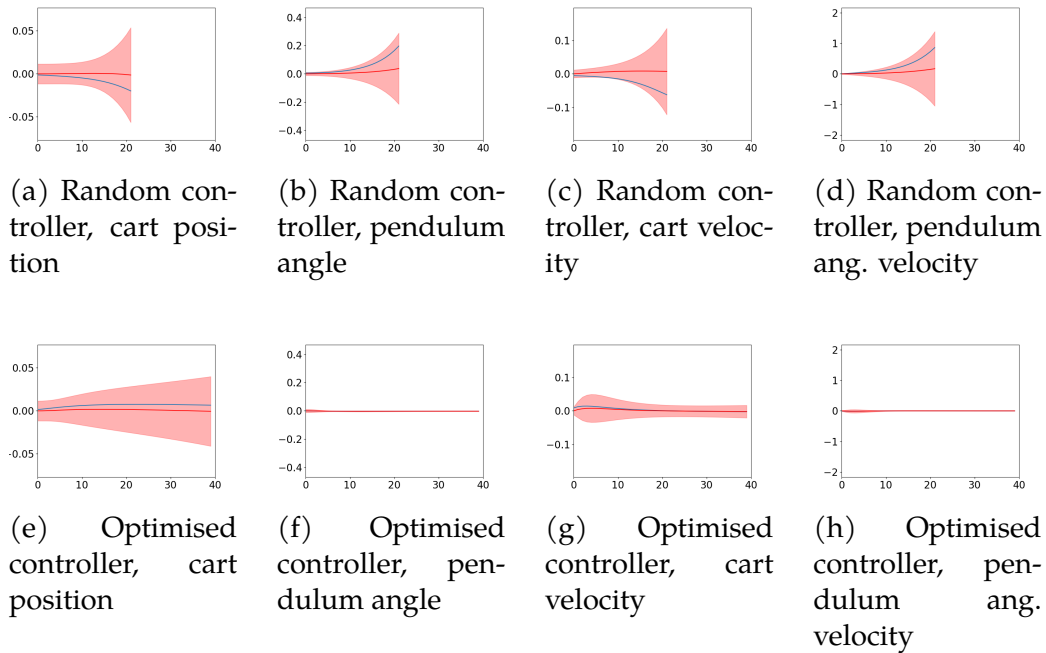 0.05
0.00
-0.05
0 10 20 30 40
0.4
0.2
0.0
−0.2
−0.4
0 10 20 30 40
0.1
0.0
−0.1
0 10 20 30 40
2
1
0
−1
−2
0 10 20 30 40
(a) Random con-
troller, cart posi-
tion
(b) Random con-
troller, pendulum
angle
(c) Random con-
troller, cart veloc-
ity
(d) Random con-
troller, pendulum
ang. velocity
0.05
0.00
-0.05
0 10 20 30 40
0.4
0.2
0.0
−0.2
−0.4
0 10 20 30 40
0.1
0.0
−0.1
0 10 20 30 40
2
1
0
−1
−2
0 10 20 30 40
(e) Optimised
controller, cart
position
(f) Optimised
controller, pen-
dulum angle
(g) Optimised
controller, cart
velocity
(h) Optimised
controller, pen-
dulum ang.
velocity